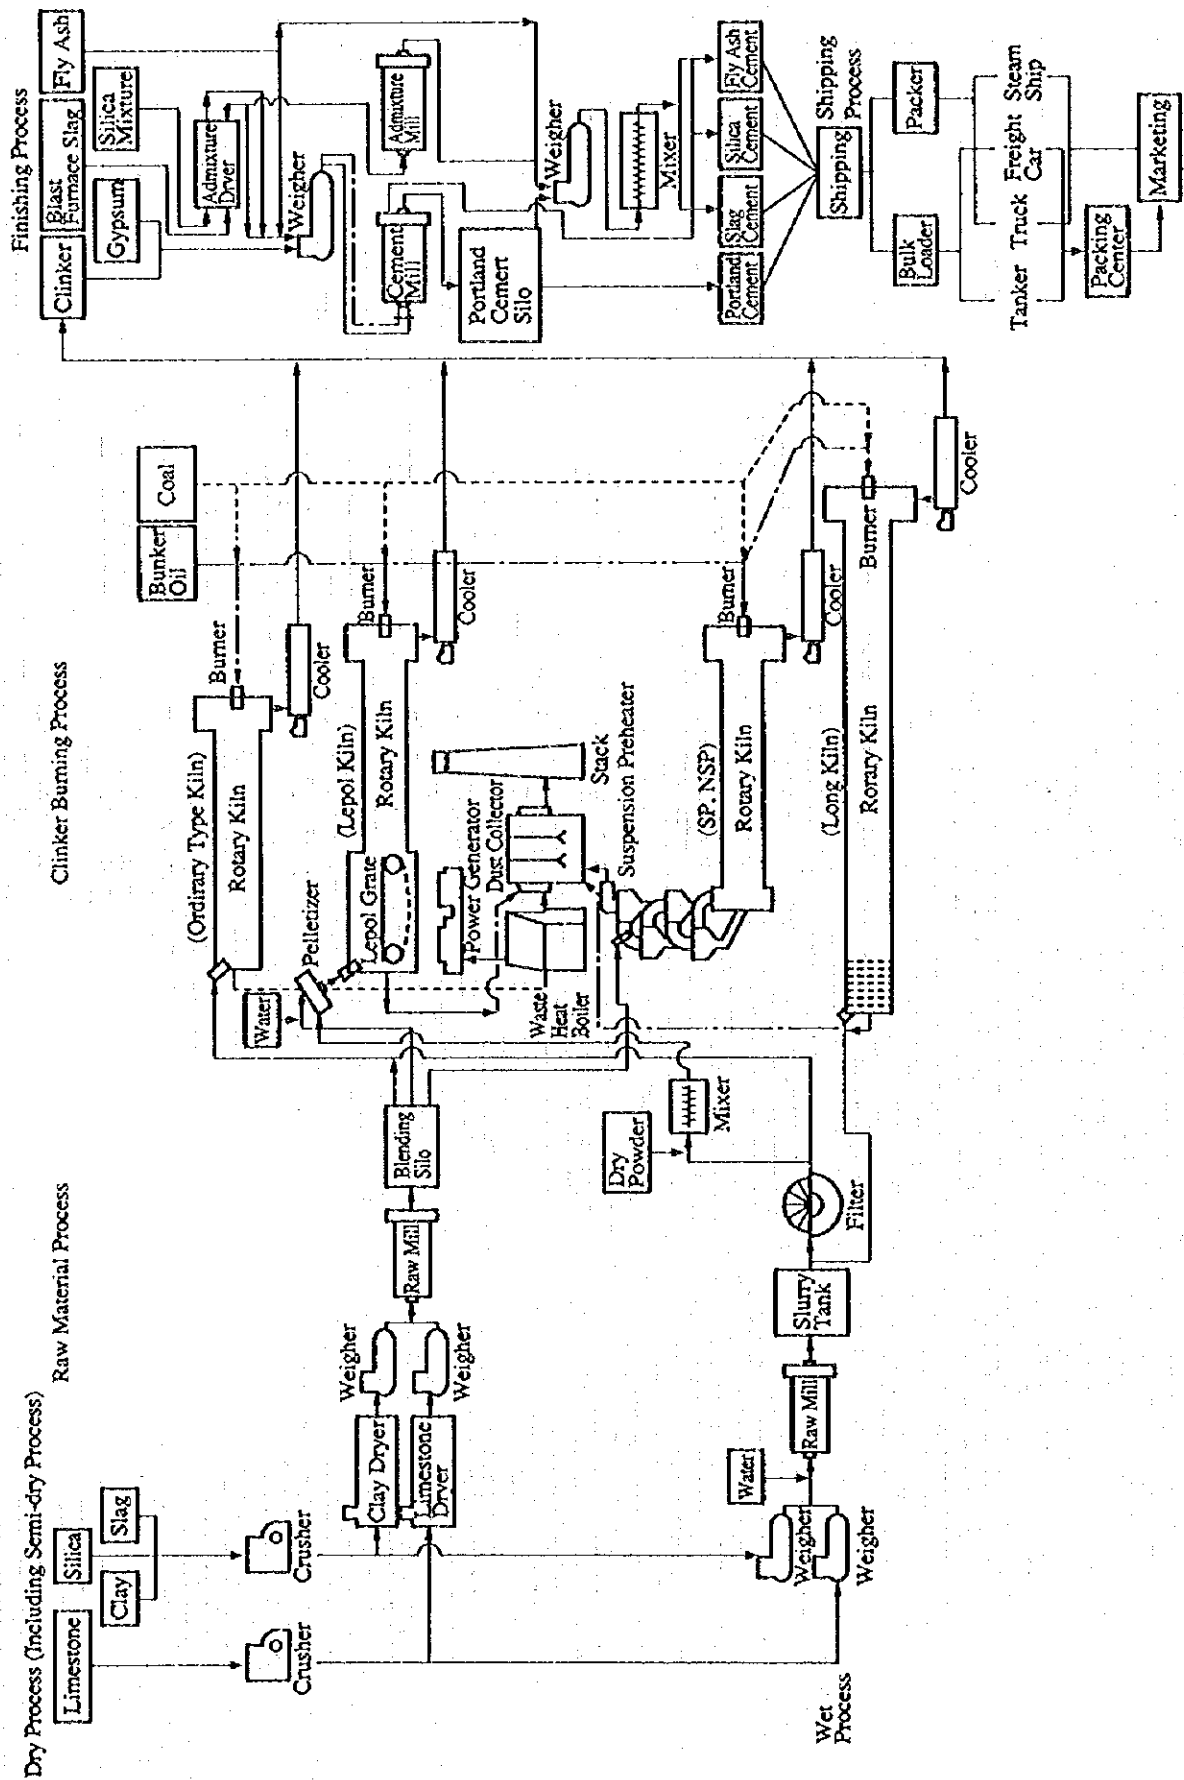 Dry Process (Including Semi-dry Process)
Raw Material Process
Clinker Burning Process
Finishing Process
Limestone
Silica
Clay
Slag
Crusher
Crusher
Clay Dryer
Limestone
Dryer
Weigher
Weigher
Raw Mill
Blending
Silo
Wet
Process
Weigher
Weigher
Water
Raw Mill
Slurry
Tank
Filter
Dry
Powder
Mixer
Water
Pelletizer
(Ordirary Type Kiln)
Rotary Kiln
Burner
Cooler
Bunker
Oil
Coal
(Lepol Kiln)
Lepol Grate
Rotary Kiln
Burner
Cooler
Power Generator
Dust Collector
Stack
Waste
Heat
Boiler
Suspension Preheater
(SP. NSP)
Rotary Kiln
Burner
Cooler
(Long Kiln)
Rorary Kiln
Burner
Cooler
Clinker
Blast
Furnace Slag
Fly Ash
Gypsum
Silica
Mixture
Admixture
Drver
Weigher
Cement
Mill
Admixture
Mill
Portland
Cemert
Silo
Weigher
Mixer
Portland
Cement
Slag
Cement
Silica
Cement
Fly Ash
Cement
Shipping
Shipping
Process
Bulk
Loader
Packer
Tanker
Truck
Freight
Car
Steam
Ship
Packing
Center
Marketing